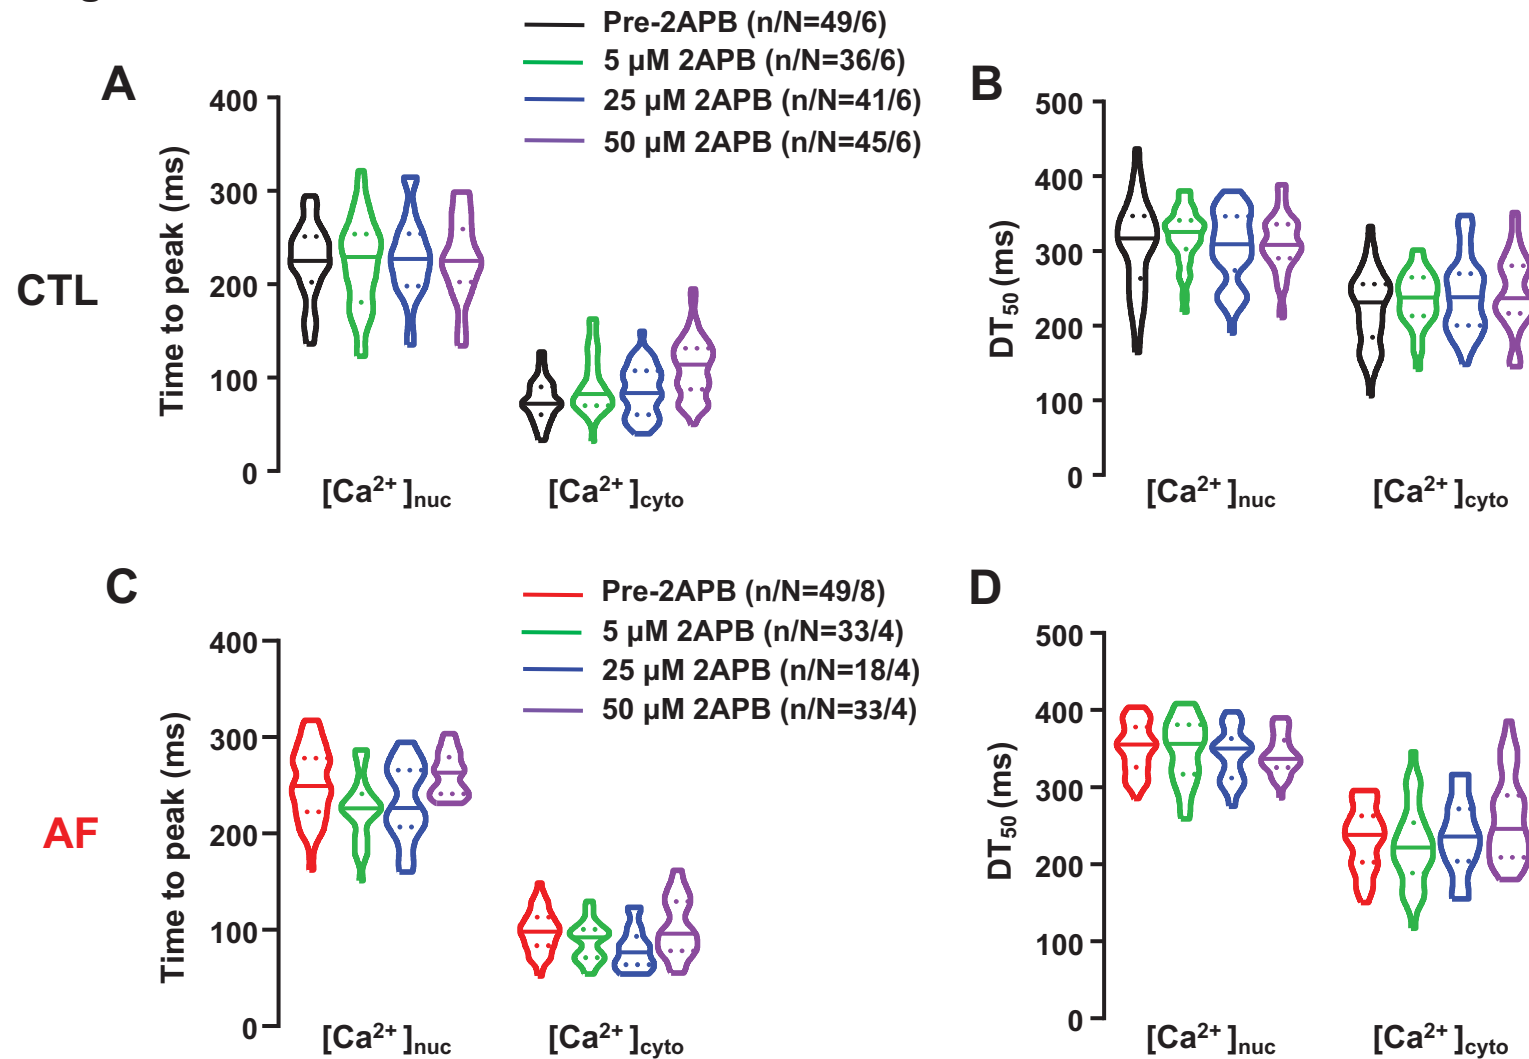 Pre-2APB (n/N=49/6)
5 µM 2APB (n/N=36/6)
25 µM 2APB (n/N=41/6)
50 µM 2APB (n/N=45/6)
A
B
CTL
Time to peak (ms)
400
300
200
100
0
[Ca²⁺]nuc
[Ca²⁺]cyto
DT₅₀ (ms)
500
400
300
200
100
0
[Ca²⁺]nuc
[Ca²⁺]cyto
Pre-2APB (n/N=49/8)
5 µM 2APB (n/N=33/4)
25 µM 2APB (n/N=18/4)
50 µM 2APB (n/N=33/4)
C
D
AF
Time to peak (ms)
400
300
200
100
0
[Ca²⁺]nuc
[Ca²⁺]cyto
DT₅₀ (ms)
500
400
300
200
100
0
[Ca²⁺]nuc
[Ca²⁺]cyto